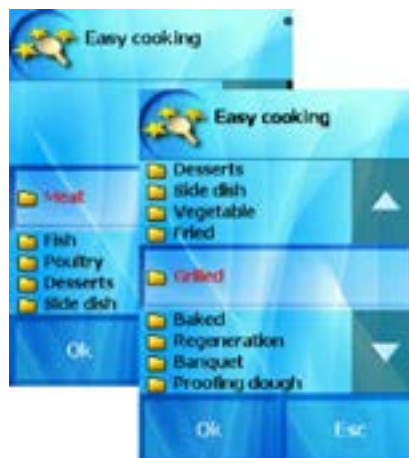 Easy cooking
Meat
Fish
Poultry
Desserts
Side dish
Ok
Easy cooking
Desserts
Side dish
Vegetable
Fried
Grilled
Baked
Regeneration
Banquet
Proofing dough
Ok
Esc